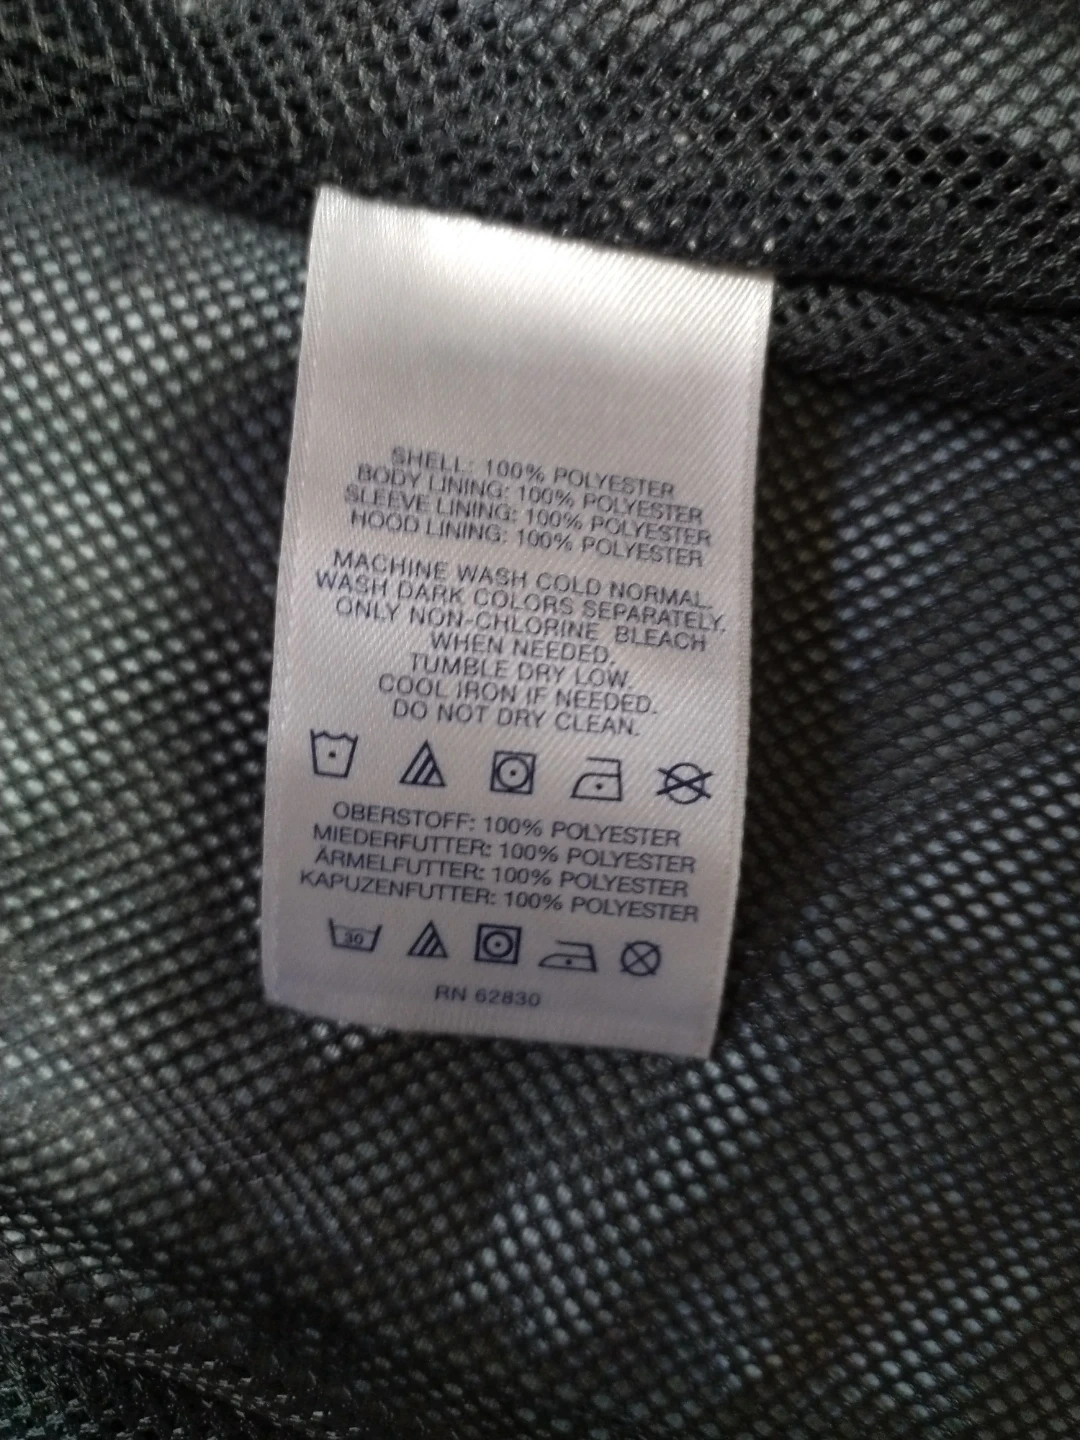 SHELL: 100% POLYESTER
BODY LINING: 100% POLYESTER
SLEEVE LINING: 100% POLYESTER
HOOD LINING: 100% POLYESTER
MACHINE WASH COLD NORMAL.
WASH DARK COLORS SEPARATELY.
ONLY NON-CHLORINE BLEACH
WHEN NEEDED.
TUMBLE DRY LOW.
COOL IRON IF NEEDED.
DO NOT DRY CLEAN.
OBERSTOFF: 100% POLYESTER
MIEDERFUTTER: 100% POLYESTER
ÄRMELFUTTER: 100% POLYESTER
KAPUZENFUTTER: 100% POLYESTER
30
RN 62830